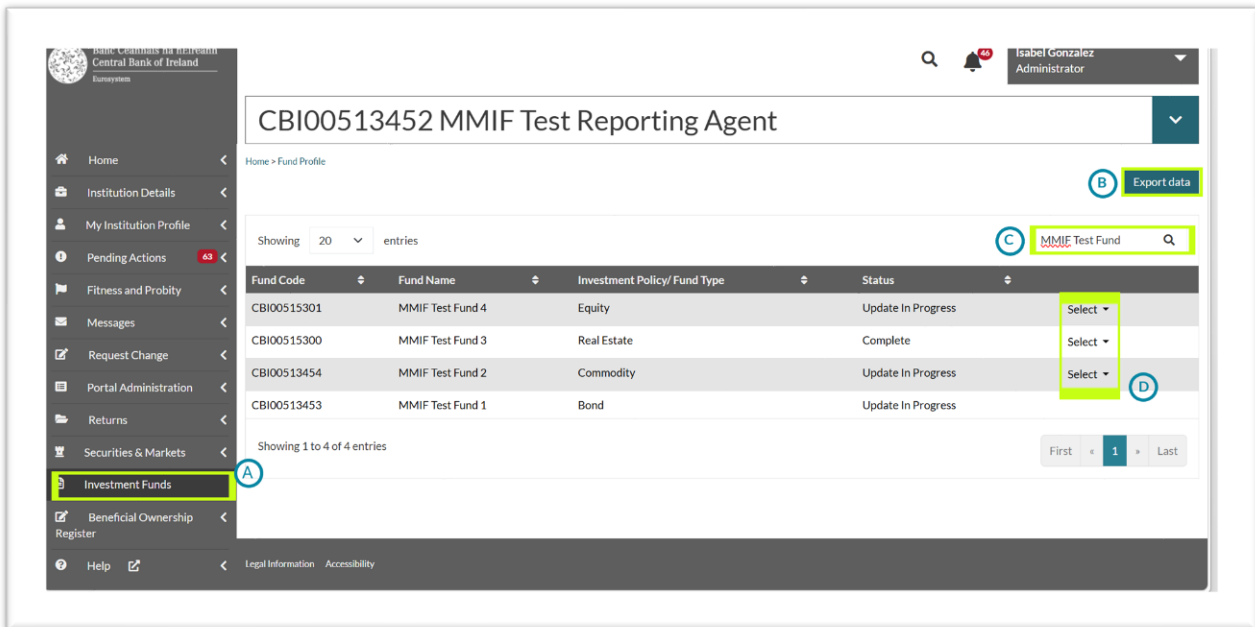 Banc Ceannais na hÉireann
Central Bank of Ireland
Eurosystem
46
Isabel Gonzalez
Administrator
CBI00513452 MMIF Test Reporting Agent
Home
Institution Details
My Institution Profile
Pending Actions 63
Fitness and Probity
Messages
Request Change
Portal Administration
Returns
Securities & Markets
Investment Funds
A
Beneficial Ownership
Register
Help
Home > Fund Profile
B Export data
Showing 20 entries
C MMIF Test Fund
Fund Code Fund Name Investment Policy/ Fund Type Status
CBI00515301 MMIF Test Fund 4 Equity Update In Progress Select
CBI00515300 MMIF Test Fund 3 Real Estate Complete Select
CBI00513454 MMIF Test Fund 2 Commodity Update In Progress Select
D
CBI00513453 MMIF Test Fund 1 Bond Update In Progress
Showing 1 to 4 of 4 entries
First « 1 » Last
Legal Information Accessibility